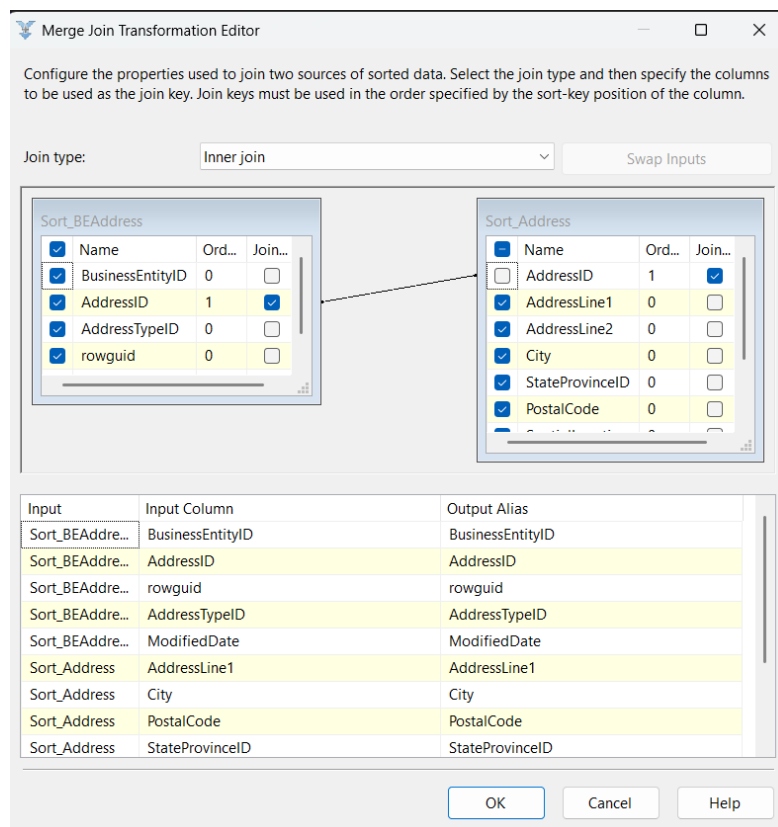 Merge Join Transformation Editor
Configure the properties used to join two sources of sorted data. Select the join type and then specify the columns
to be used as the join key. Join keys must be used in the order specified by the sort-key position of the column.
Join type: Inner join Swap Inputs
Sort_BEAddress
Name Ord... Join...
BusinessEntityID 0
AddressID 1
AddressTypeID 0
rowguid 0
Sort_Address
Name Ord... Join...
AddressID 1
AddressLine1 0
AddressLine2 0
City 0
StateProvinceID 0
PostalCode 0
Input Input Column Output Alias
Sort_BEAddre... BusinessEntityID BusinessEntityID
Sort_BEAddre... AddressID AddressID
Sort_BEAddre... rowguid rowguid
Sort_BEAddre... AddressTypeID AddressTypeID
Sort_BEAddre... ModifiedDate ModifiedDate
Sort_Address AddressLine1 AddressLine1
Sort_Address City City
Sort_Address PostalCode PostalCode
Sort_Address StateProvinceID StateProvinceID
OK Cancel Help